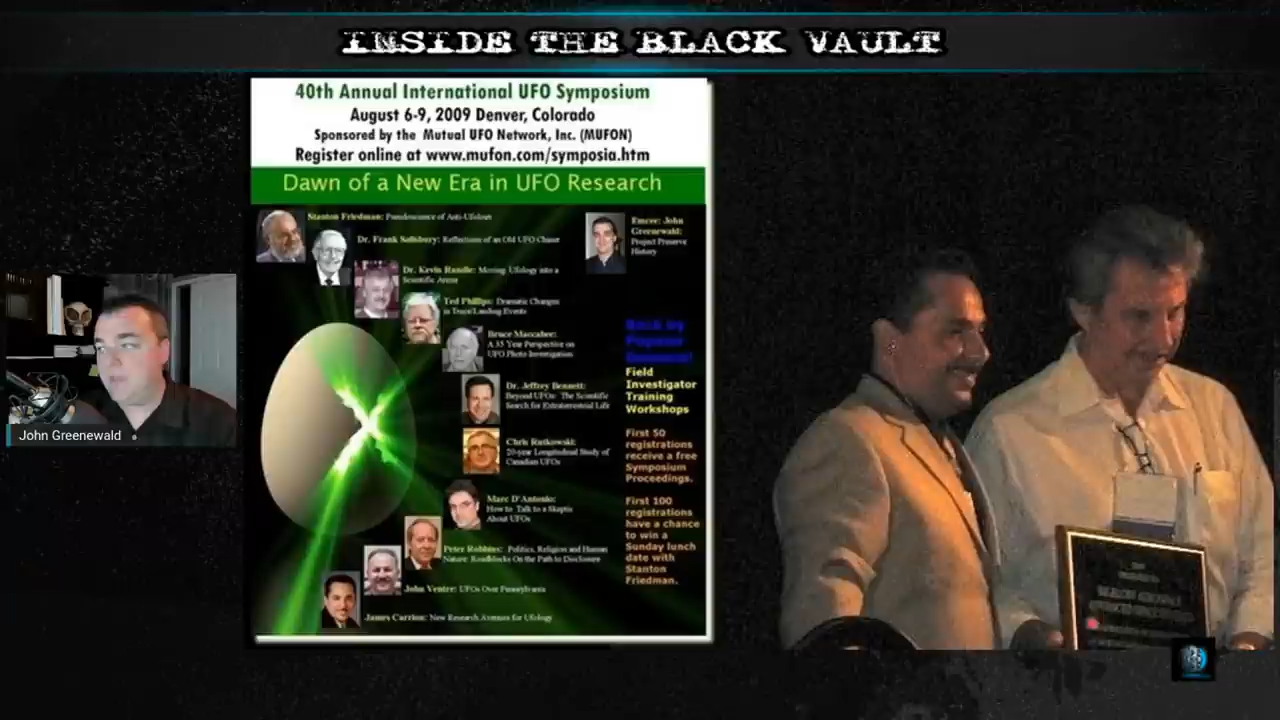 INSIDE THE BLACK VAULT
40th Annual International UFO Symposium
August 6-9, 2009 Denver, Colorado
Sponsored by the Mutual UFO Network, Inc. (MUFON)
Register online at www.mufon.com/symposia.htm
Dawn of a New Era in UFO Research
Stanton Friedman: Pseudoscience of Anti-Ufology
Dr. Frank Salisbury: Reflections of an Old UFO Chaser
Dr. Kevin Randle: Moving Ufology into a
Scientific Arena
Ted Phillips: Dramatic Changes
in Trace/Landing Events
Bruce Maccabee:
A 35 Year Perspective on
UFO Photo Investigation
Dr. Jeffrey Bennett:
Beyond UFOs: The Scientific
Search for Extraterrestrial Life
Chris Rutkowski:
20-year Longitudinal Study of
Canadian UFOs
Marc D'Antonio:
How to Talk to a Skeptic
About UFOs
Peter Robbins: Politics, Religion and Human
Nature: Roadblocks On the Path to Disclosure
John Ventre: UFOs Over Pennsylvania
James Carrion: New Research Avenues for Ufology
Emcee: John
Greenewald:
Project Preserve
History
Back by
Popular
Demand!
Field
Investigator
Training
Workshops
First 50
registrations
receive a free
Symposium
Proceedings.
First 100
registrations
have a chance
to win a
Sunday lunch
date with
Stanton
Friedman.
John Greenewald